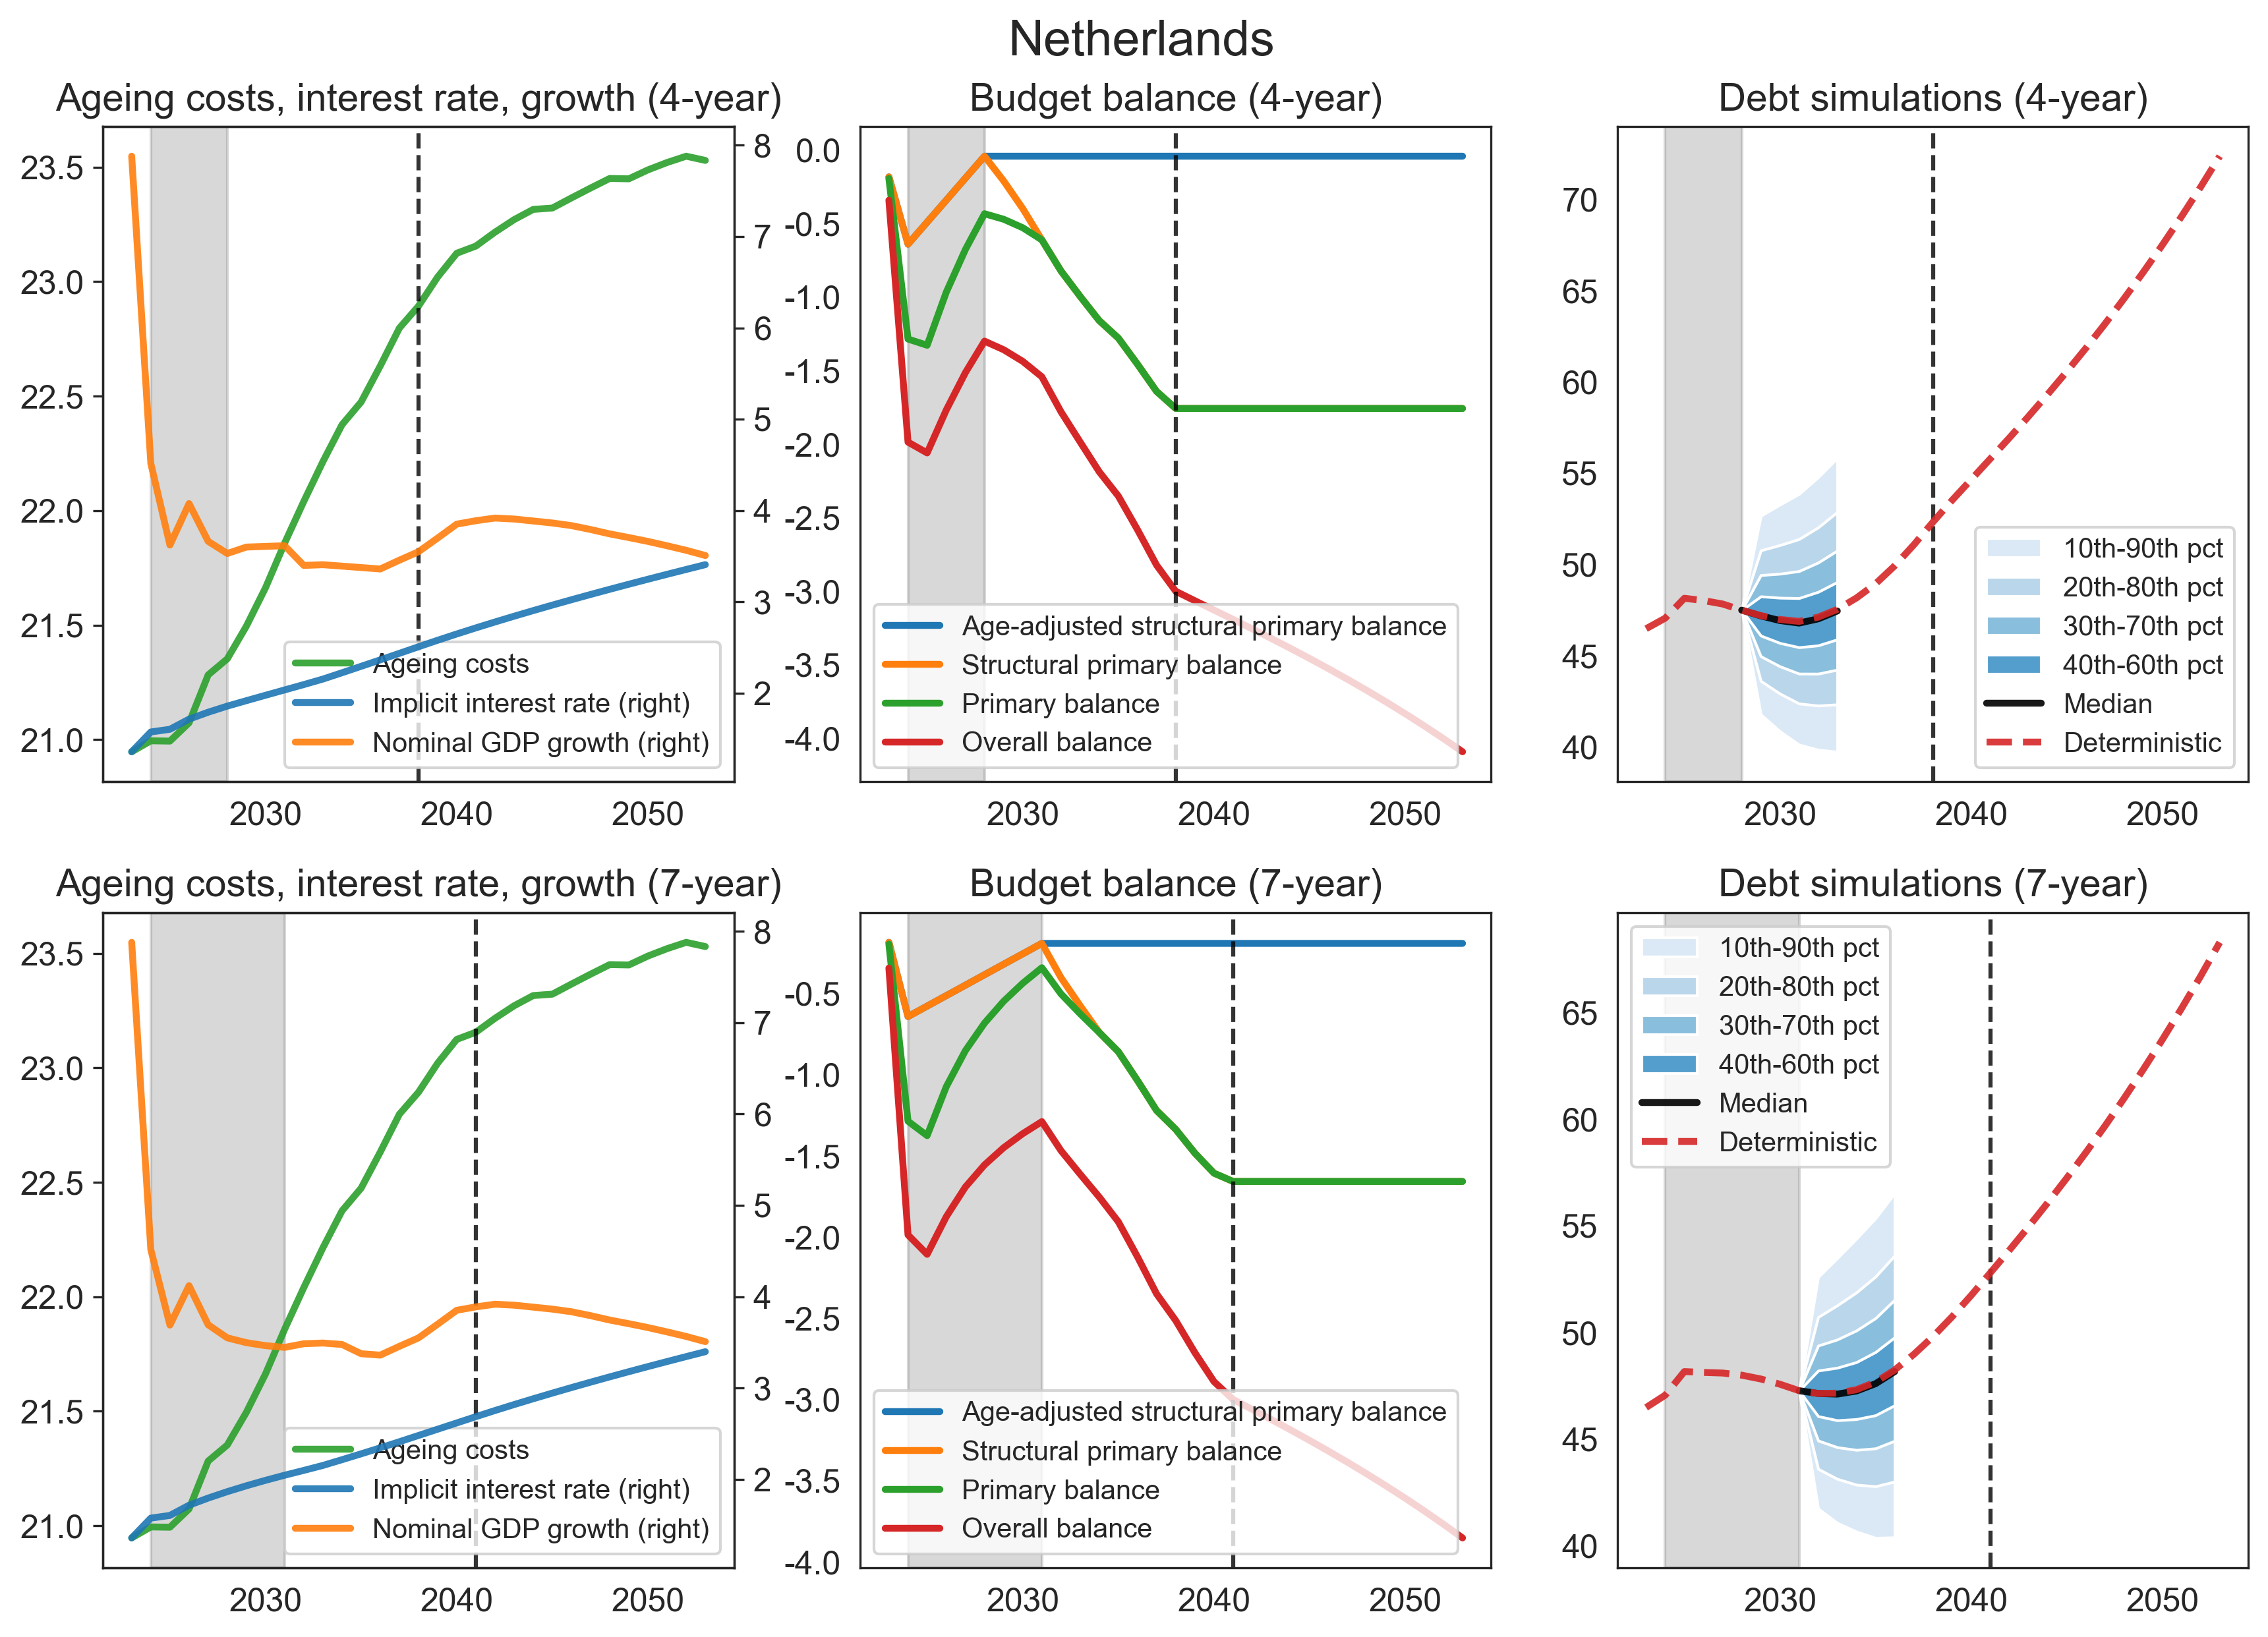 Netherlands
Ageing costs, interest rate, growth (4-year)
23.5
23.0
22.5
22.0
21.5
21.0
8
7
6
5
4
3
2
2030 2040 2050
Ageing costs
Implicit interest rate (right)
Nominal GDP growth (right)
Budget balance (4-year)
0.0
-0.5
-1.0
-1.5
-2.0
-2.5
-3.0
-3.5
-4.0
2030 2040 2050
Age-adjusted structural primary balance
Structural primary balance
Primary balance
Overall balance
Debt simulations (4-year)
70
65
60
55
50
45
40
2030 2040 2050
10th-90th pct
20th-80th pct
30th-70th pct
40th-60th pct
Median
Deterministic
Ageing costs, interest rate, growth (7-year)
23.5
23.0
22.5
22.0
21.5
21.0
8
7
6
5
4
3
2
2030 2040 2050
Ageing costs
Implicit interest rate (right)
Nominal GDP growth (right)
Budget balance (7-year)
-0.5
-1.0
-1.5
-2.0
-2.5
-3.0
-3.5
-4.0
2030 2040 2050
Age-adjusted structural primary balance
Structural primary balance
Primary balance
Overall balance
Debt simulations (7-year)
65
60
55
50
45
40
2030 2040 2050
10th-90th pct
20th-80th pct
30th-70th pct
40th-60th pct
Median
Deterministic